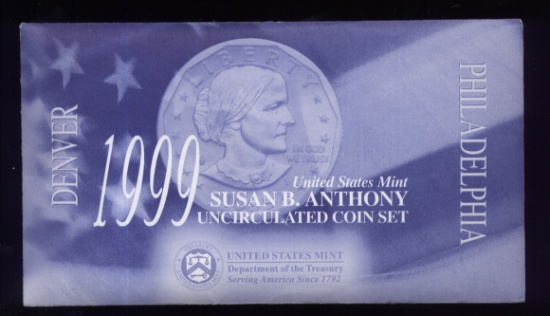 DENVER
1999
LIBERTY
IN GOD
WE TRUST
United States Mint
SUSAN B. ANTHONY
UNCIRCULATED COIN SET
UNITED STATES MINT
Department of the Treasury
Serving America Since 1792
PHILADELPHIA